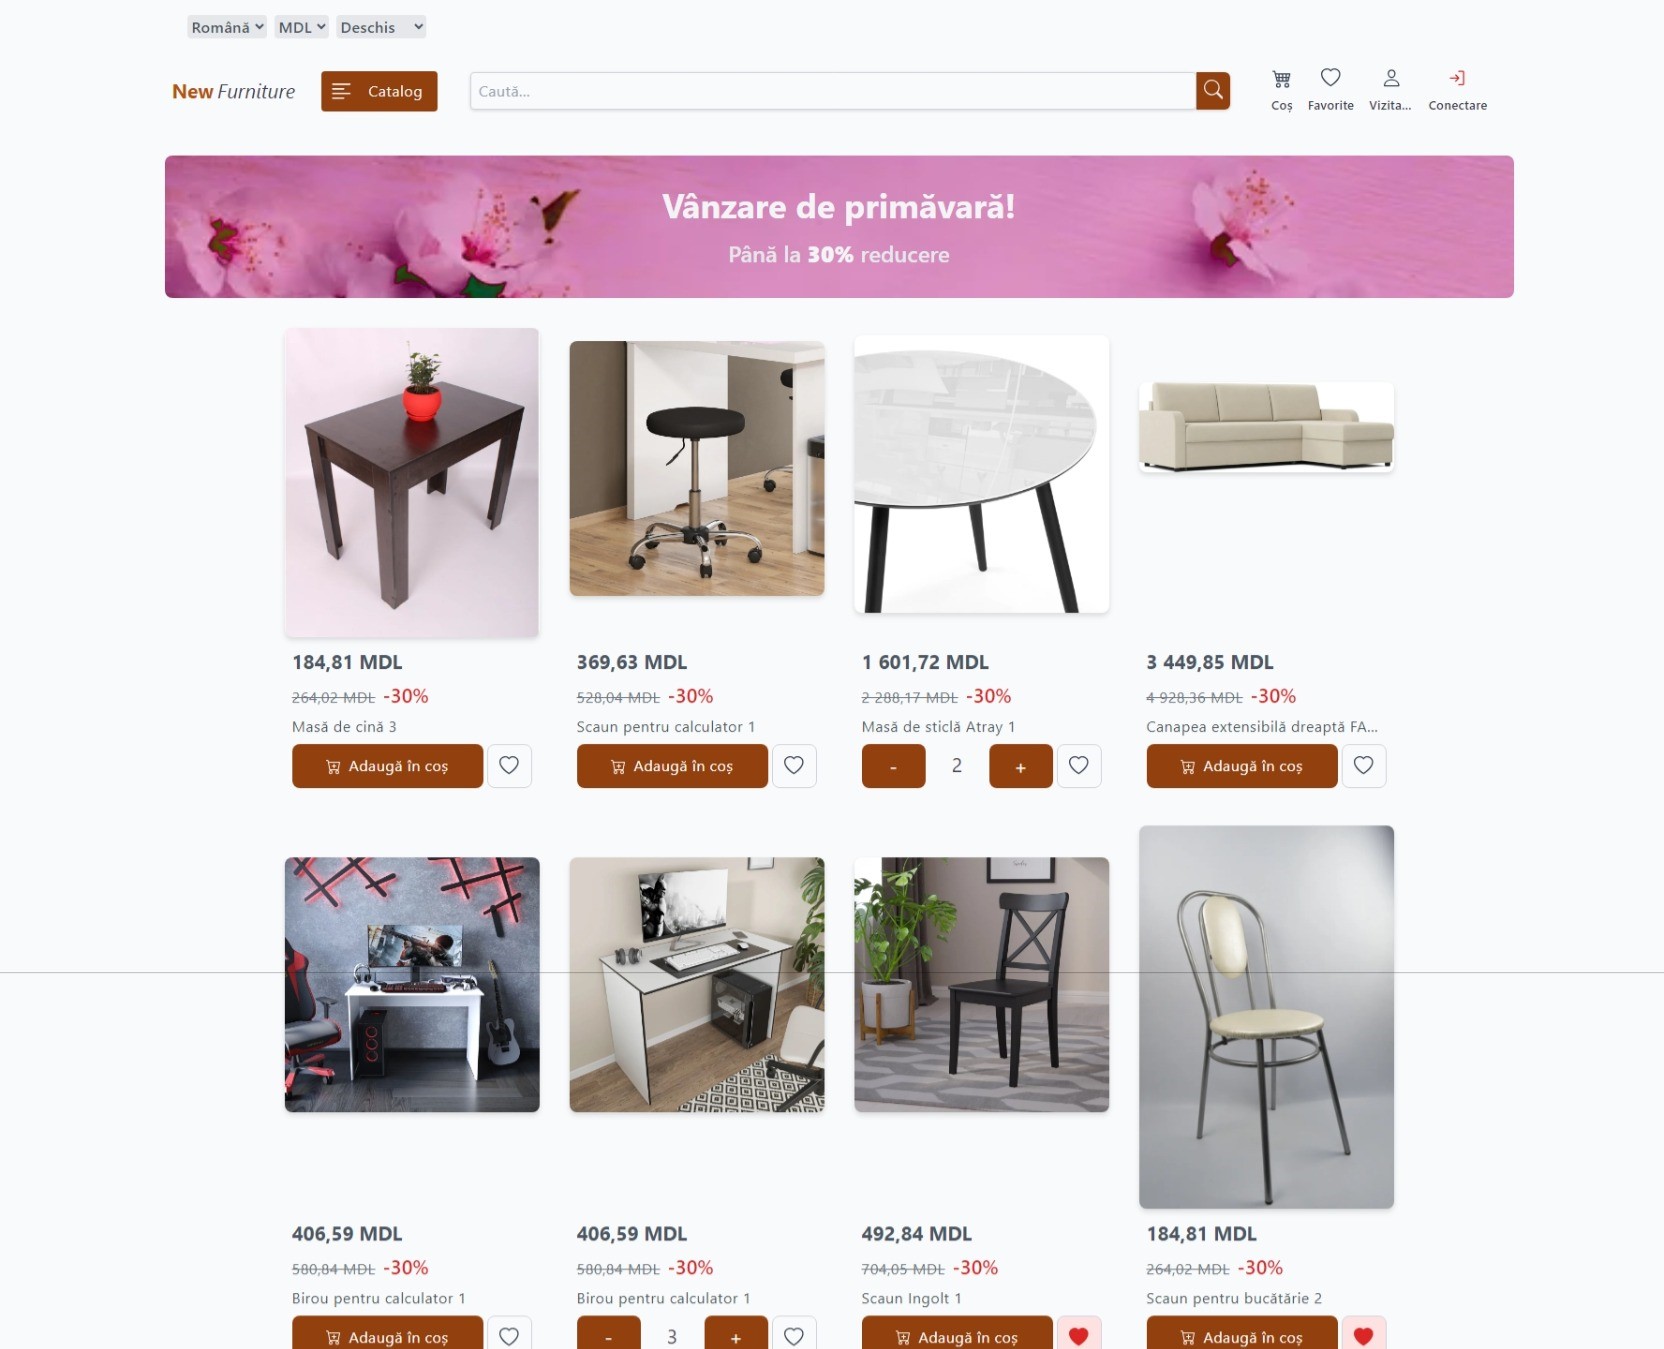 Română MDL Deschis
New Furniture
Catalog
Caută...
Coș Favorite Vizita... Conectare
Vânzare de primăvară!
Până la 30% reducere
184,81 MDL
264,02 MDL -30%
Masă de cină 3
Adaugă în coș
369,63 MDL
528,04 MDL -30%
Scaun pentru calculator 1
Adaugă în coș
1 601,72 MDL
2 288,17 MDL -30%
Masă de sticlă Atray 1
- 2 +
3 449,85 MDL
4 928,36 MDL -30%
Canapea extensibilă dreaptă FA...
Adaugă în coș
406,59 MDL
580,84 MDL -30%
Birou pentru calculator 1
Adaugă în coș
406,59 MDL
580,84 MDL -30%
Birou pentru calculator 1
- 3 +
492,84 MDL
704,05 MDL -30%
Scaun Ingolt 1
Adaugă în coș
184,81 MDL
264,02 MDL -30%
Scaun pentru bucătărie 2
Adaugă în coș